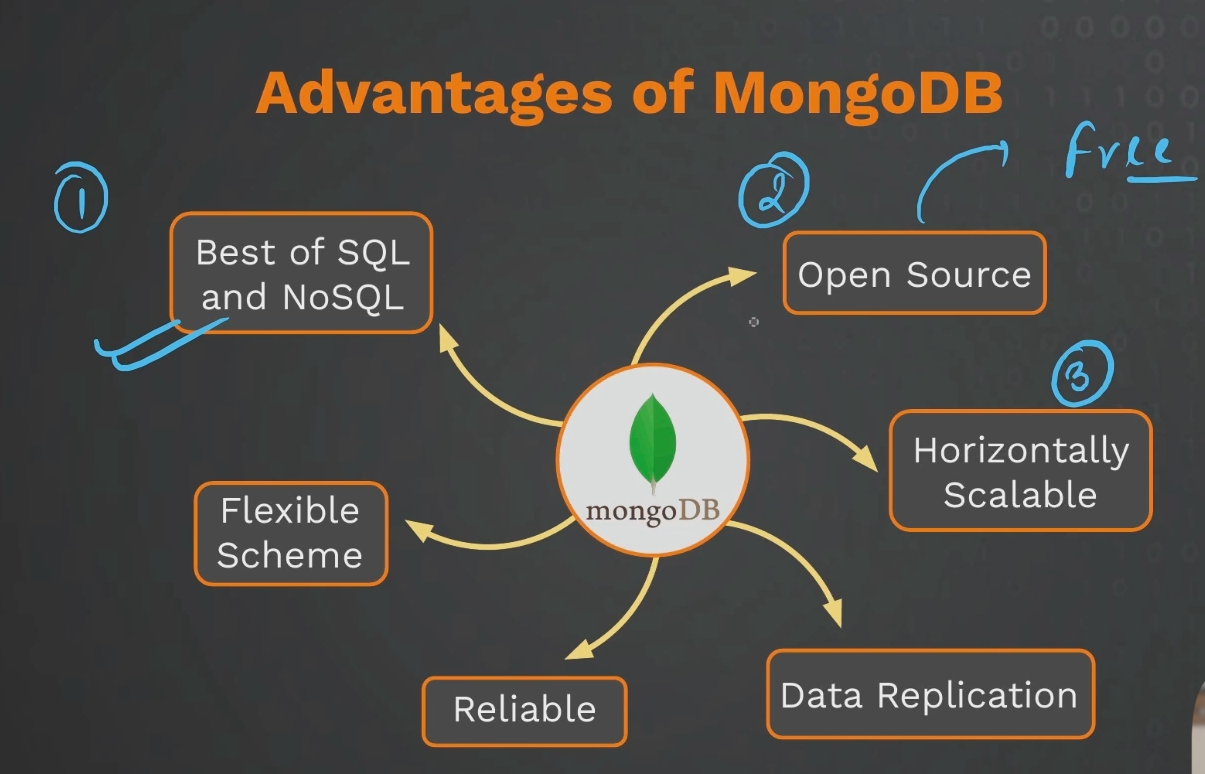 Advantages of MongoDB
①
Best of SQL
and NoSQL
②
free
Open Source
③
Horizontally
Scalable
mongoDB
Flexible
Scheme
Reliable
Data Replication